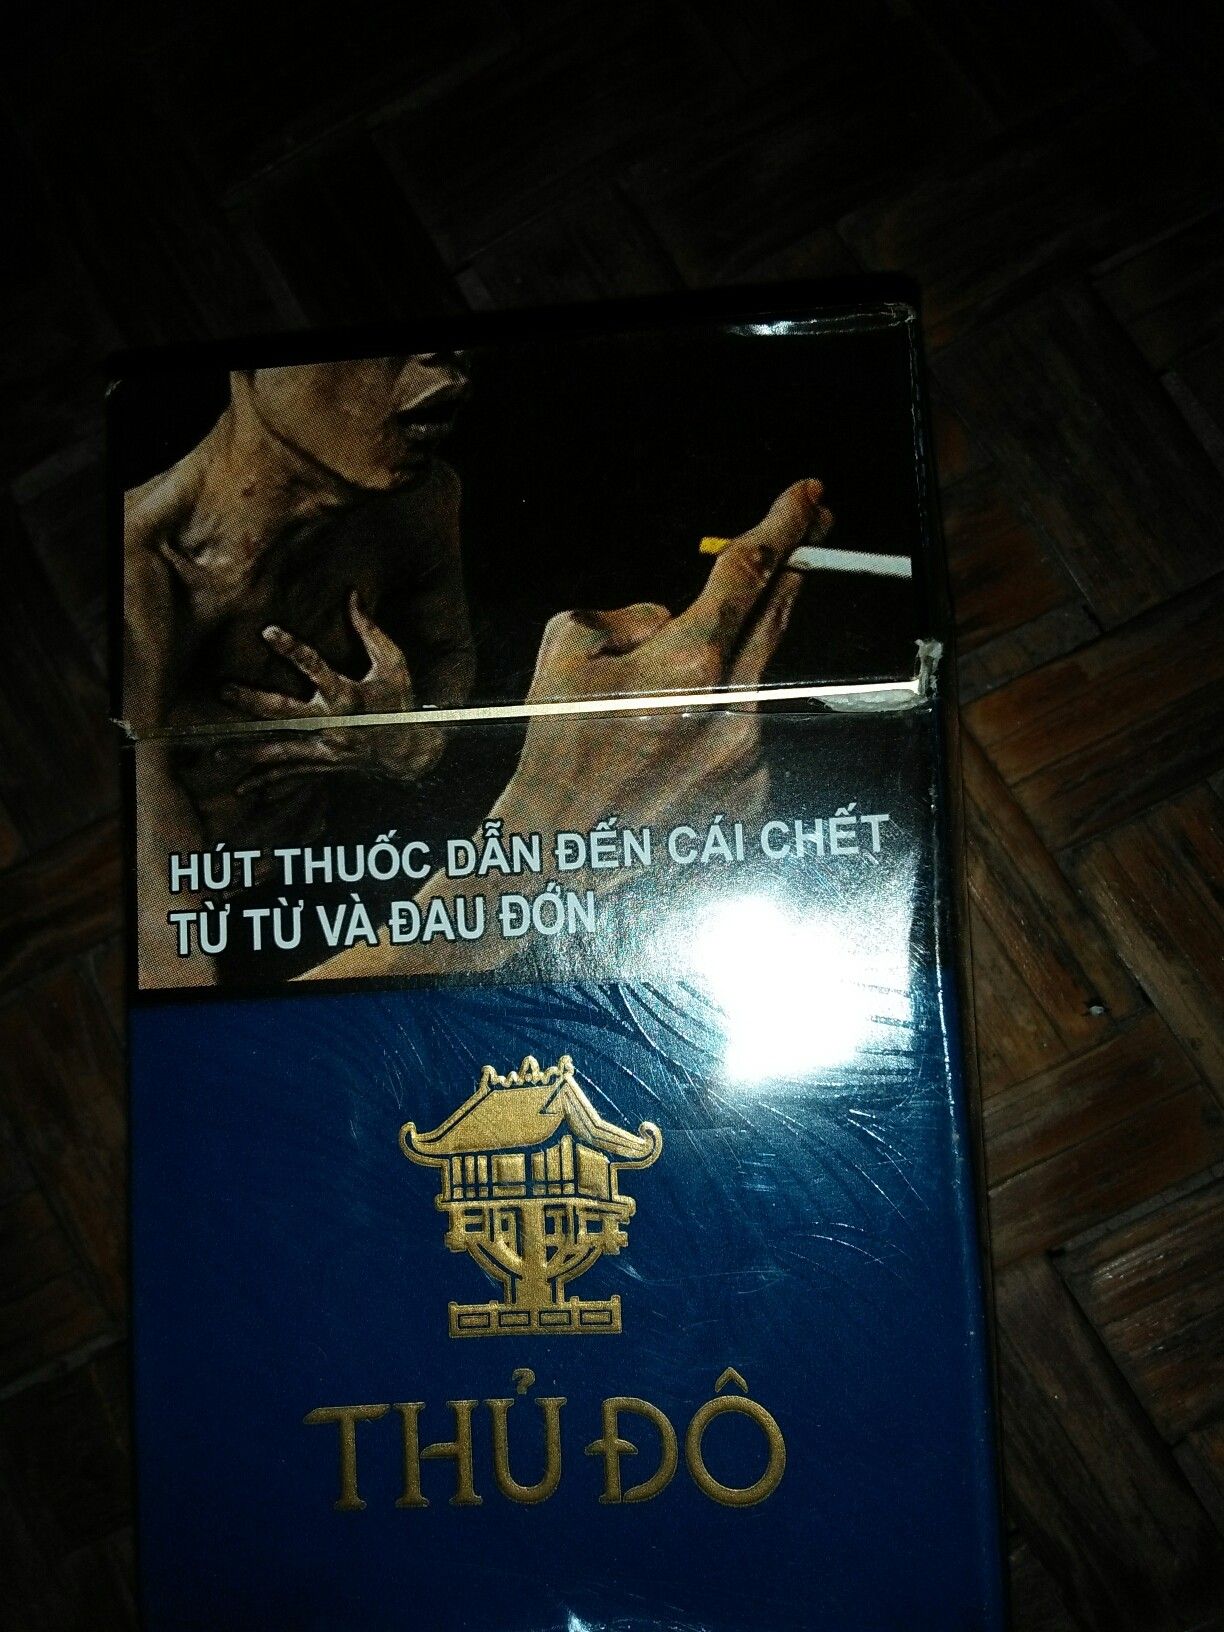 HÚT THUỐC DẪN ĐẾN CÁI CHẾT
TỪ TỪ VÀ ĐAU ĐỚN
THỦ ĐÔ